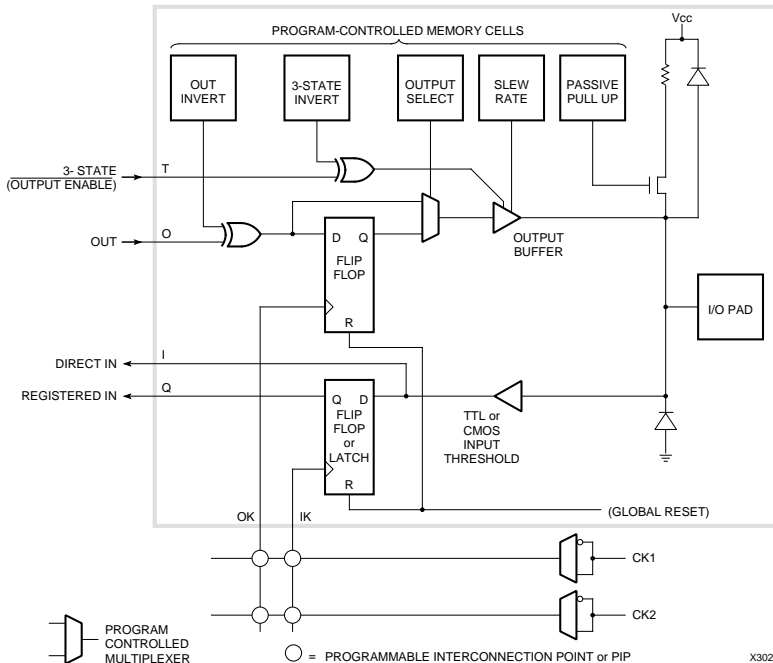 PROGRAM-CONTROLLED MEMORY CELLS
Vcc
OUT
INVERT
3-STATE
INVERT
OUTPUT
SELECT
SLEW
RATE
PASSIVE
PULL UP
3- STATE
(OUTPUT ENABLE)
T
OUT
O
D Q
FLIP
FLOP
R
OUTPUT
BUFFER
I/O PAD
DIRECT IN
I
REGISTERED IN
Q
Q D
FLIP
FLOP
or
LATCH
R
TTL or
CMOS
INPUT
THRESHOLD
OK
IK
(GLOBAL RESET)
CK1
CK2
PROGRAM
CONTROLLED
MULTIPLEXER
= PROGRAMMABLE INTERCONNECTION POINT or PIP
X302